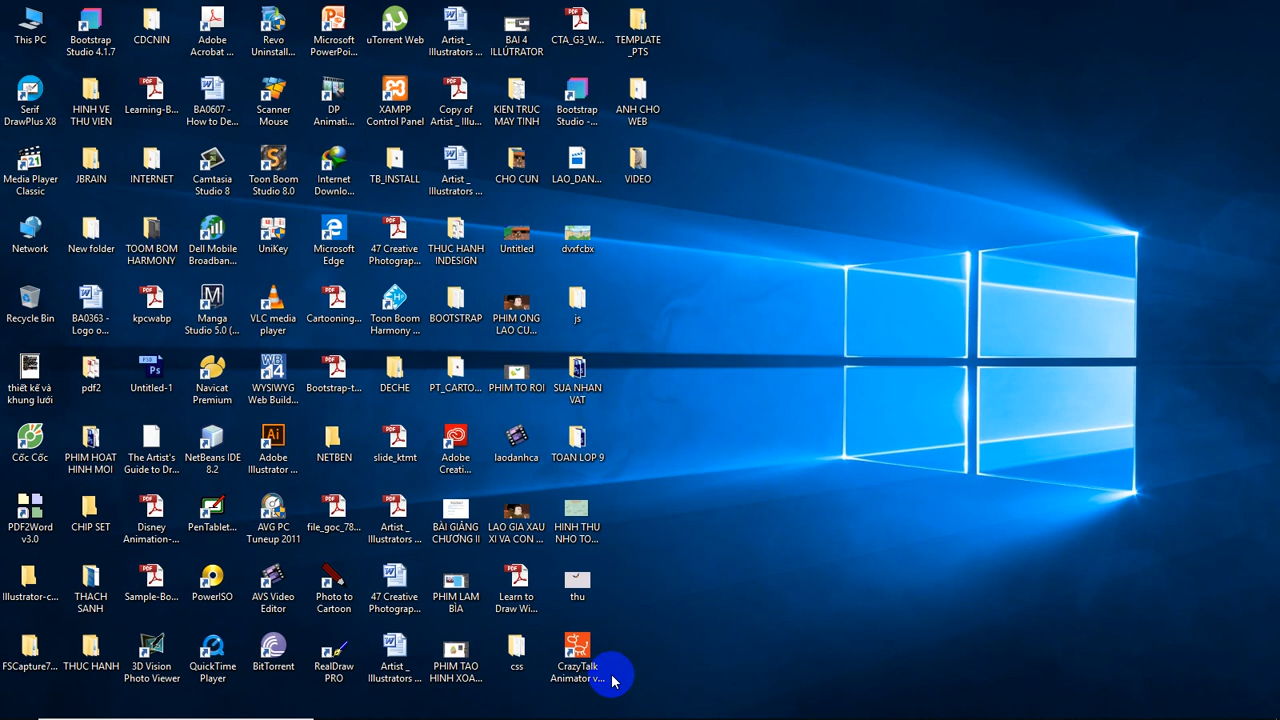 This PC
Bootstrap
Studio 4.1.7
CDCNIN
Adobe
Acrobat ...
Revo
Uninstall...
Microsoft
PowerPoi...
uTorrent Web
Artist _
Illustrators ...
BAI 4
ILLUTRATOR
CTA_G3_W...
TEMPLATE
_PTS
Serif
DrawPlus X8
HINH VE
THU VIEN
Learning-B...
BA0607 -
How to De...
Scanner
Mouse
DP
Animati...
XAMPP
Control Panel
Copy of
Artist _ Illu...
KIEN TRUC
MAY TINH
Bootstrap
Studio -...
ANH CHO
WEB
Media Player
Classic
JBRAIN
INTERNET
Camtasia
Studio 8
Toon Boom
Studio 8.0
Internet
Downlo...
TB_INSTALL
Artist _
Illustrators ...
CHO CUN
LAO_DAN...
VIDEO
Network
New folder
TOOM BOM
HARMONY
Dell Mobile
Broadban...
UniKey
Microsoft
Edge
47 Creative
Photograp...
THUC HANH
INDESIGN
Untitled
dvxfcbx
Recycle Bin
BA0363 -
Logo o...
kpcwabp
Manga
Studio 5.0 (...
VLC media
player
Cartooning...
Toon Boom
Harmony ...
BOOTSTRAP
PHIM ONG
LAO CU...
js
thiết kế và
khung lưới
pdf2
Untitled-1
Navicat
Premium
WYSIWYG
Web Build...
Bootstrap-t...
DECHE
PT_CARTO...
PHIM TO ROI
SUA NHAN
VAT
Cốc Cốc
PHIM HOAT
HINH MOI
The Artist's
Guide to Dr...
NetBeans IDE
8.2
Adobe
Illustrator ...
NETBEN
slide_ktmt
Adobe
Creati...
laodanhca
TOAN LOP 9
PDF2Word
v3.0
CHIP SET
Disney
Animation-...
PenTablet...
AVG PC
Tuneup 2011
file_goc_78...
Artist _
Illustrators ...
BÀI GIẢNG
CHƯƠNG II
LAO GIA XAU
XI VA CON ...
HINH THU
NHO TO...
Illustrator-c...
THACH
SANH
Sample-Bo...
PowerISO
AVS Video
Editor
Photo to
Cartoon
47 Creative
Photograp...
PHIM LAM
BÌA
Learn to
Draw Wi...
thu
FSCapture7...
THUC HANH
3D Vision
Photo Viewer
QuickTime
Player
BitTorrent
RealDraw
PRO
Artist _
Illustrators ...
PHIM TAO
HINH XOA...
css
CrazyTalk
Animator v...